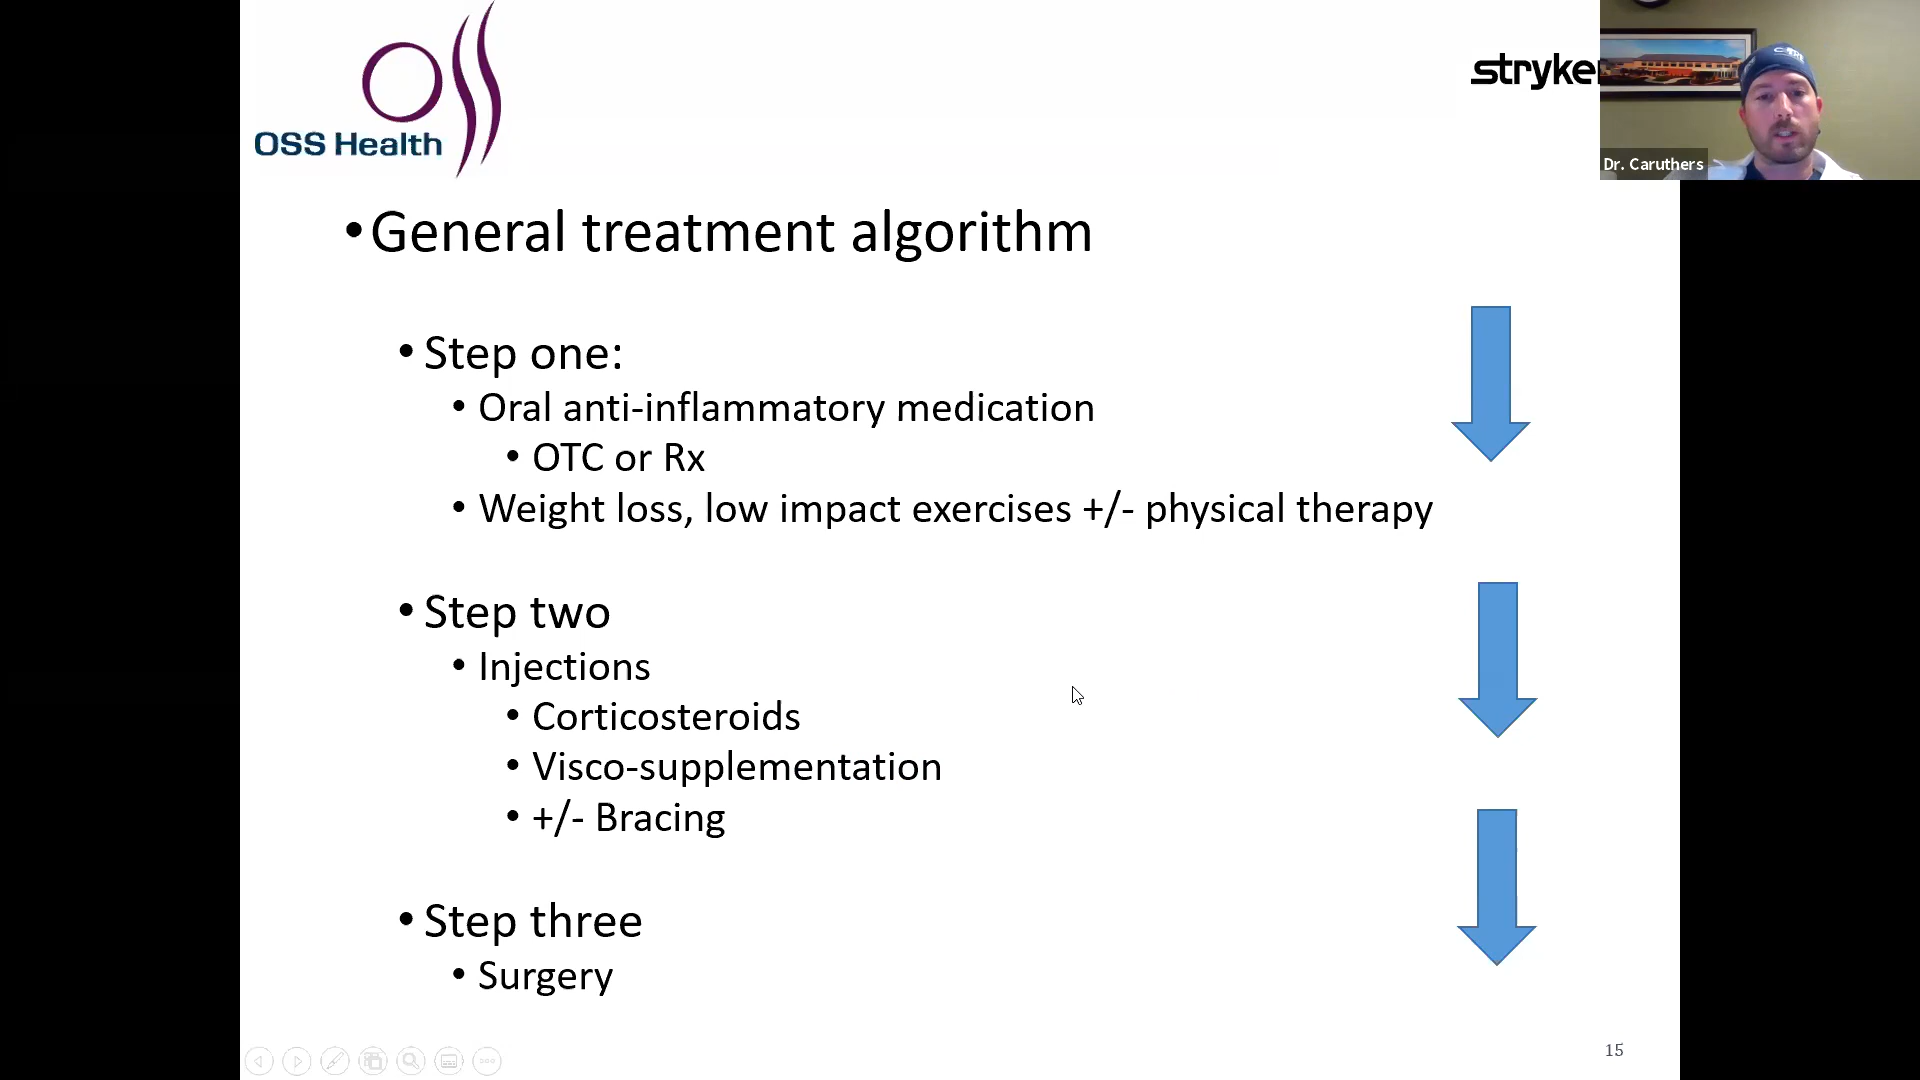 OSS Health
stryke
Dr. Caruthers
•General treatment algorithm
• Step one:
• Oral anti-inflammatory medication
• OTC or Rx
• Weight loss, low impact exercises +/- physical therapy
• Step two
• Injections
• Corticosteroids
• Visco-supplementation
• +/- Bracing
• Step three
• Surgery
15